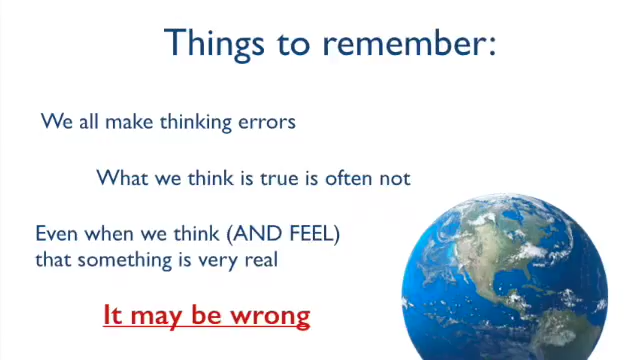 Things to remember:
We all make thinking errors
What we think is true is often not
Even when we think (AND FEEL)
that something is very real
It may be wrong